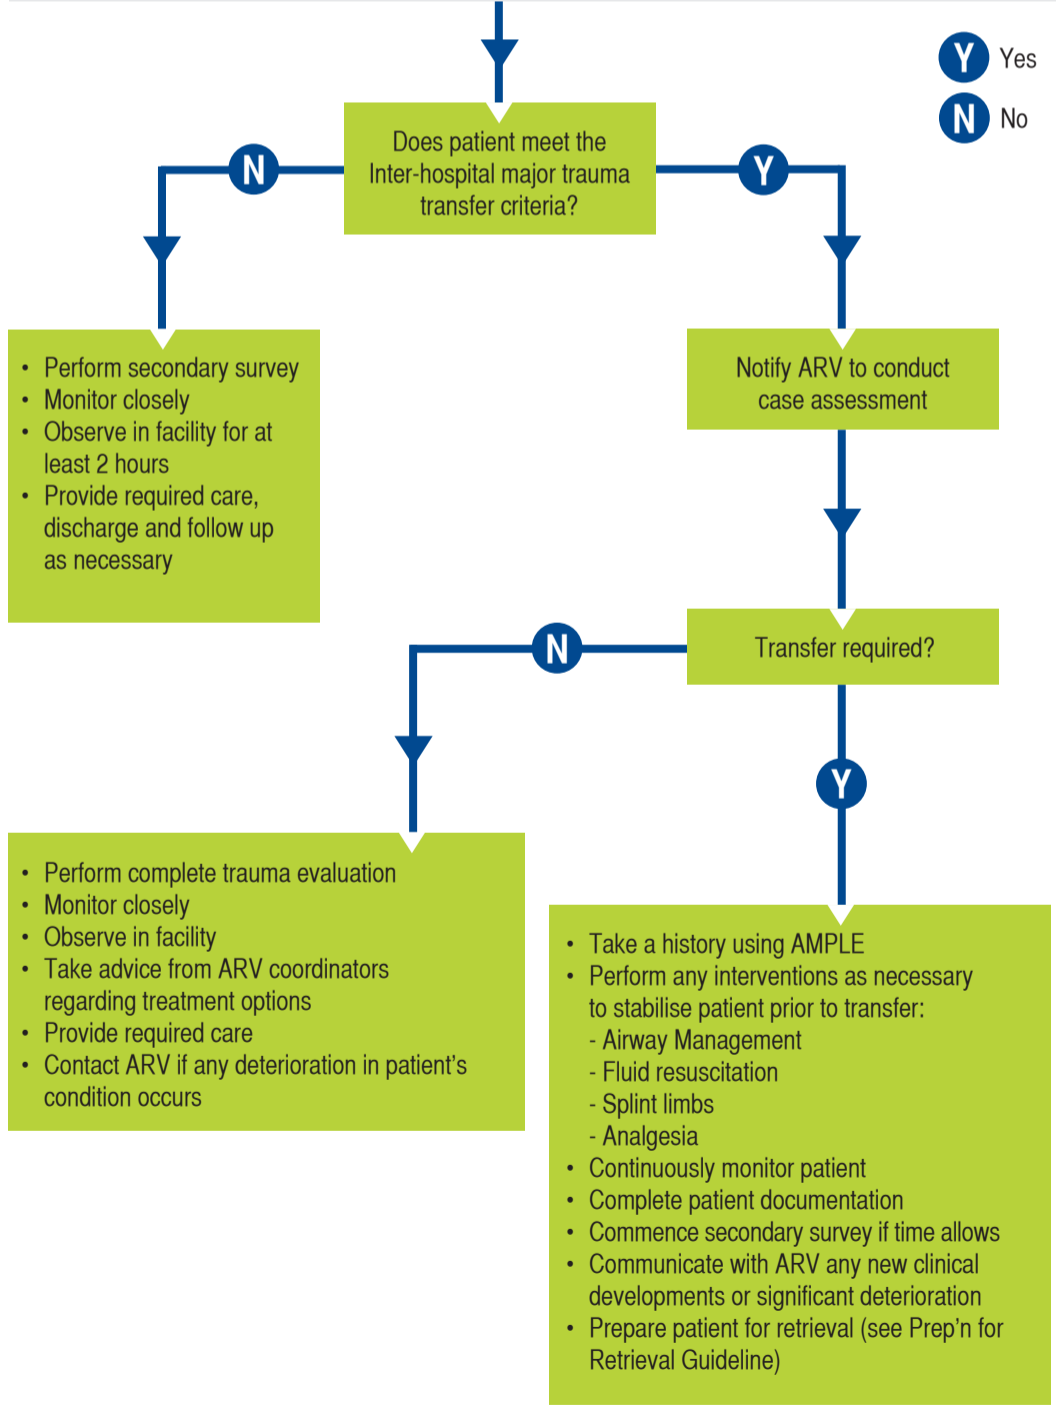 Y Yes
N No
Does patient meet the
Inter-hospital major trauma
transfer criteria?
N
Y
• Perform secondary survey
• Monitor closely
• Observe in facility for at
least 2 hours
• Provide required care,
discharge and follow up
as necessary
Notify ARV to conduct
case assessment
Transfer required?
N
Y
• Perform complete trauma evaluation
• Monitor closely
• Observe in facility
• Take advice from ARV coordinators
regarding treatment options
• Provide required care
• Contact ARV if any deterioration in patient’s
condition occurs
• Take a history using AMPLE
• Perform any interventions as necessary
to stabilise patient prior to transfer:
- Airway Management
- Fluid resuscitation
- Splint limbs
- Analgesia
• Continuously monitor patient
• Complete patient documentation
• Commence secondary survey if time allows
• Communicate with ARV any new clinical
developments or significant deterioration
• Prepare patient for retrieval (see Prep’n for
Retrieval Guideline)